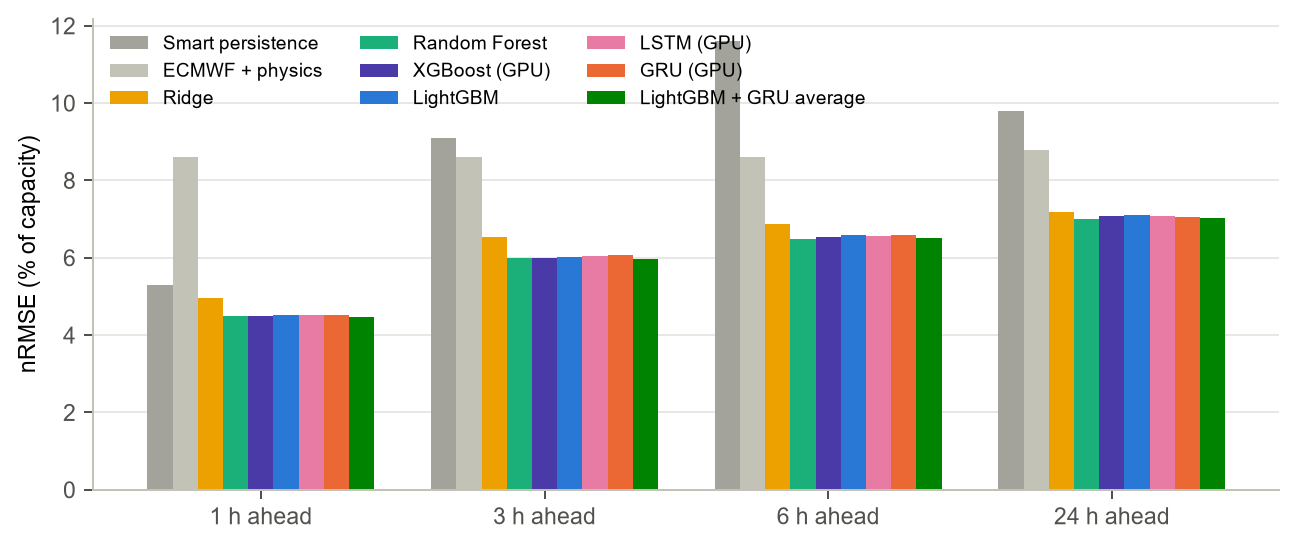 12
10
8
6
4
2
0
nRMSE (% of capacity)
Smart persistence
ECMWF + physics
Ridge
Random Forest
XGBoost (GPU)
LightGBM
LSTM (GPU)
GRU (GPU)
LightGBM + GRU average
1 h ahead
3 h ahead
6 h ahead
24 h ahead